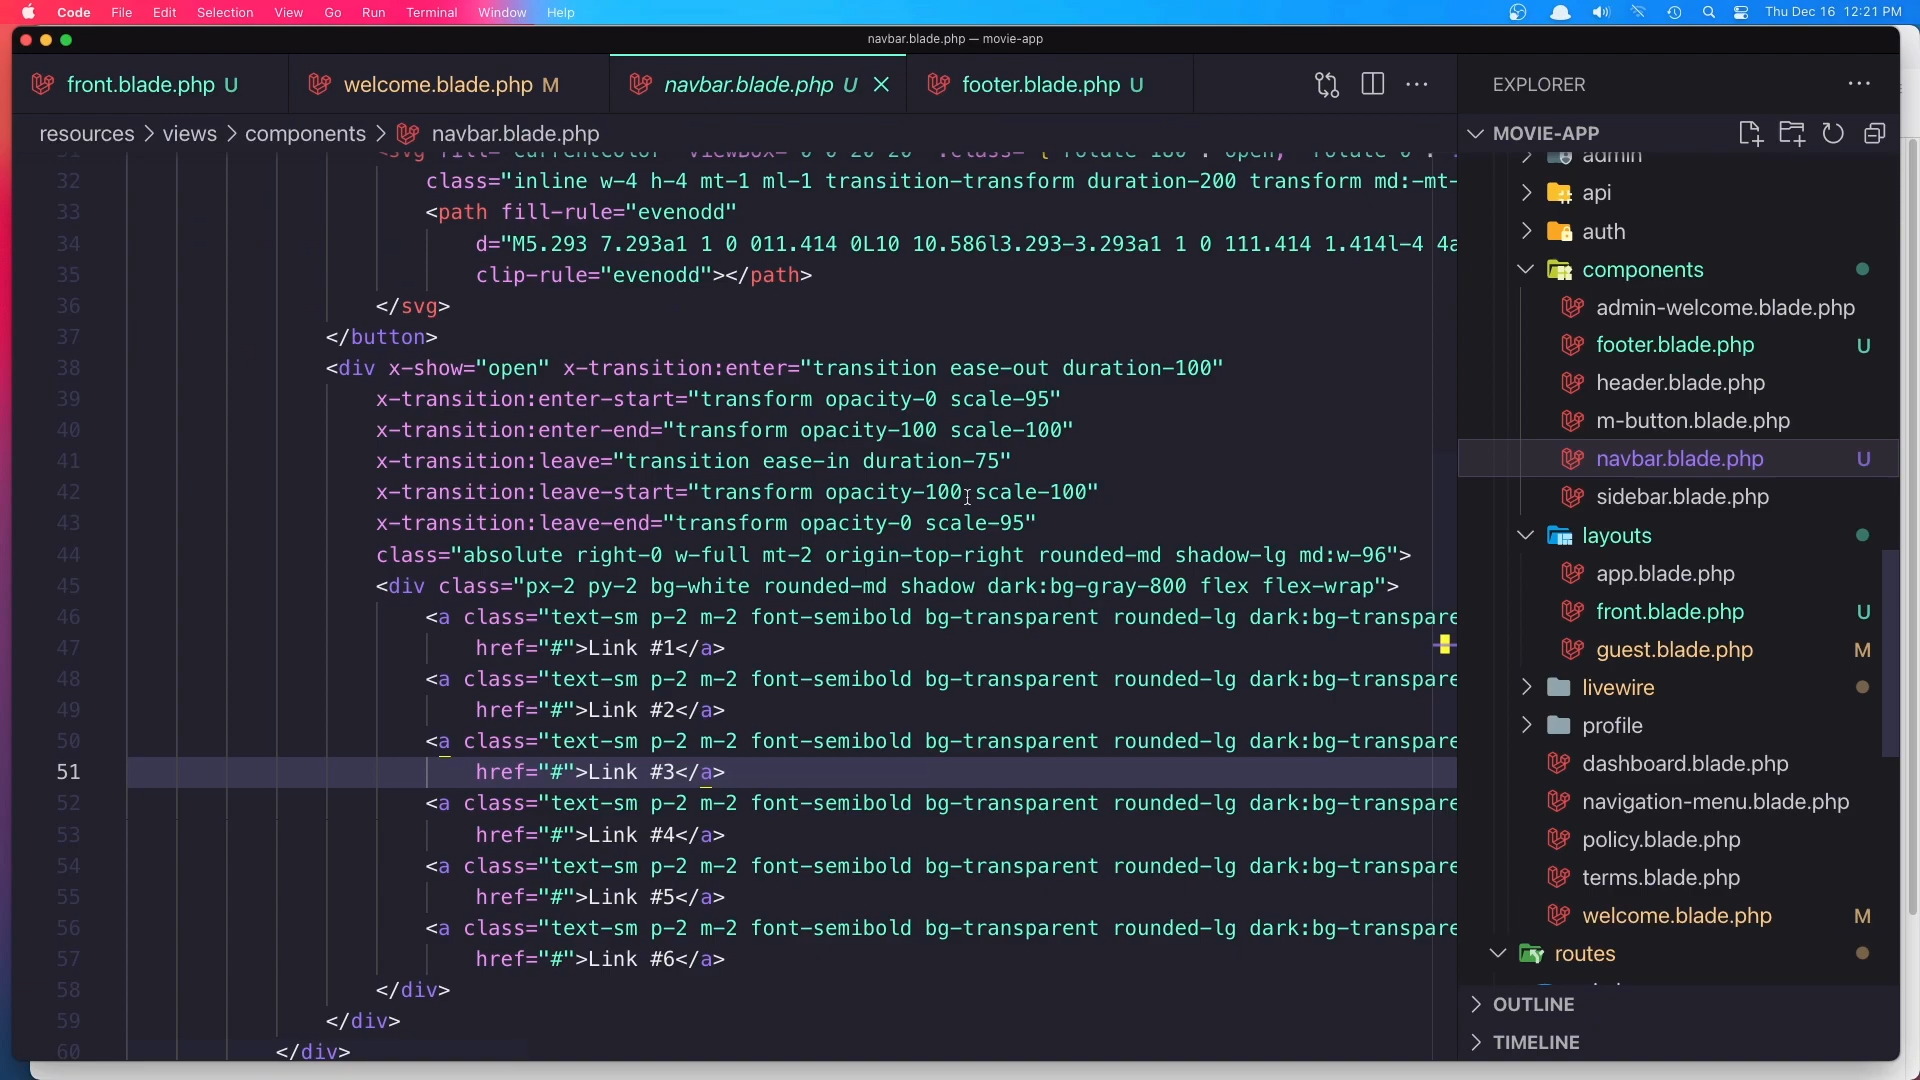 Code File Edit Selection View Go Run Terminal Window Help Thu Dec 16 12:21 PM
navbar.blade.php — movie-app
front.blade.php U welcome.blade.php M navbar.blade.php U footer.blade.php U
resources > views > components > navbar.blade.php
32 class="inline w-4 h-4 mt-1 ml-1 transition-transform duration-200 transform md:-mt-
33 <path fill-rule="evenodd"
34 d="M5.293 7.293a1 1 0 011.414 0L10 10.586l3.293-3.293a1 1 0 111.414 1.414l-4 4a
35 clip-rule="evenodd"></path>
36 </svg>
37 </button>
38 <div x-show="open" x-transition:enter="transition ease-out duration-100"
39 x-transition:enter-start="transform opacity-0 scale-95"
40 x-transition:enter-end="transform opacity-100 scale-100"
41 x-transition:leave="transition ease-in duration-75"
42 x-transition:leave-start="transform opacity-100 scale-100"
43 x-transition:leave-end="transform opacity-0 scale-95"
44 class="absolute right-0 w-full mt-2 origin-top-right rounded-md shadow-lg md:w-96">
45 <div class="px-2 py-2 bg-white rounded-md shadow dark:bg-gray-800 flex flex-wrap">
46 <a class="text-sm p-2 m-2 font-semibold bg-transparent rounded-lg dark:bg-transpare
47 href="#">Link #1</a>
48 <a class="text-sm p-2 m-2 font-semibold bg-transparent rounded-lg dark:bg-transpare
49 href="#">Link #2</a>
50 <a class="text-sm p-2 m-2 font-semibold bg-transparent rounded-lg dark:bg-transpare
51 href="#">Link #3</a>
52 <a class="text-sm p-2 m-2 font-semibold bg-transparent rounded-lg dark:bg-transpare
53 href="#">Link #4</a>
54 <a class="text-sm p-2 m-2 font-semibold bg-transparent rounded-lg dark:bg-transpare
55 href="#">Link #5</a>
56 <a class="text-sm p-2 m-2 font-semibold bg-transparent rounded-lg dark:bg-transpare
57 href="#">Link #6</a>
58 </div>
59 </div>
60 </div>
EXPLORER
MOVIE-APP
admin
api
auth
components
admin-welcome.blade.php
footer.blade.php U
header.blade.php
m-button.blade.php
navbar.blade.php U
sidebar.blade.php
layouts
app.blade.php
front.blade.php U
guest.blade.php M
livewire
profile
dashboard.blade.php
navigation-menu.blade.php
policy.blade.php
terms.blade.php
welcome.blade.php M
routes
OUTLINE
TIMELINE